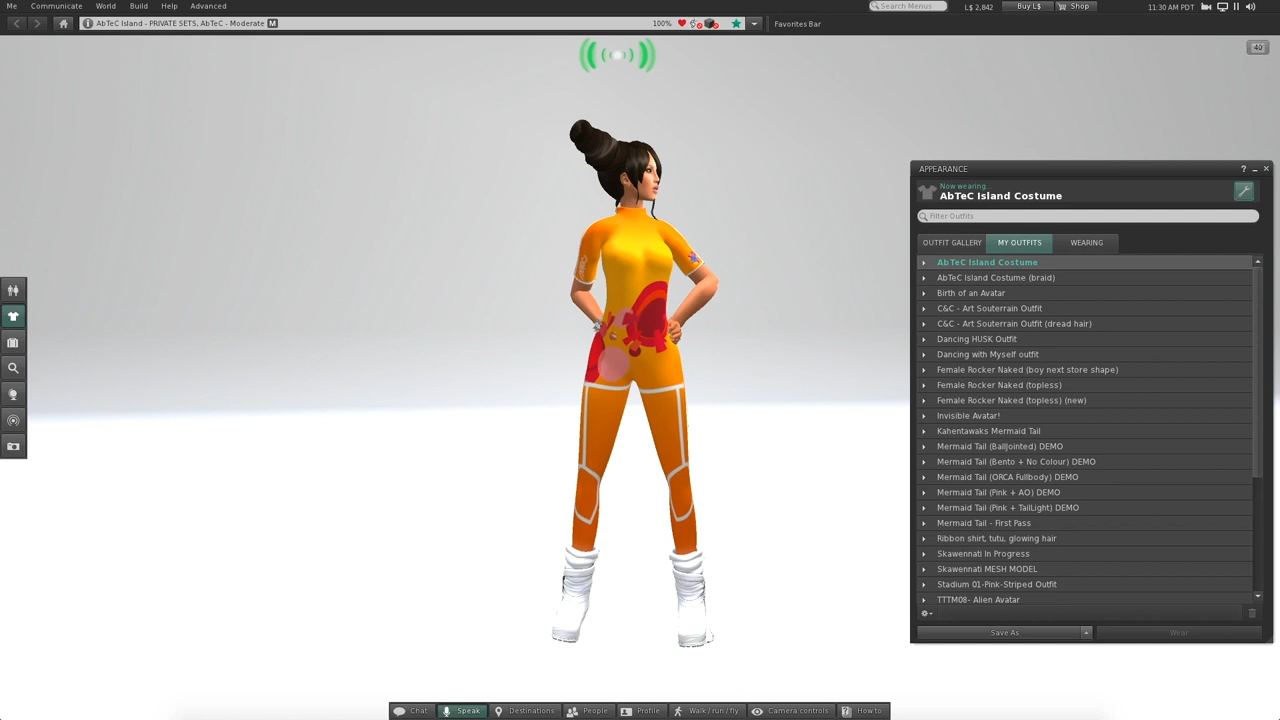 Me Communicate World Build Help Advanced
Search Menus
L$ 2,842 Buy L$ Shop
11:30 AM PDT
AbTeC Island - PRIVATE SETS, AbTeC - Moderate M
100%
Favorites Bar
40
APPEARANCE
Now wearing...
AbTeC Island Costume
Filter Outfits
OUTFIT GALLERY MY OUTFITS WEARING
AbTeC Island Costume
AbTeC Island Costume (braid)
Birth of an Avatar
C&C - Art Souterrain Outfit
C&C - Art Souterrain Outfit (dread hair)
Dancing HUSK Outfit
Dancing with Myself outfit
Female Rocker Naked (boy next store shape)
Female Rocker Naked (topless)
Female Rocker Naked (topless) (new)
Invisible Avatar!
Kahentawaks Mermaid Tail
Mermaid Tail (BallJointed) DEMO
Mermaid Tail (Bento + No Colour) DEMO
Mermaid Tail (ORCA Fullbody) DEMO
Mermaid Tail (Pink + AO) DEMO
Mermaid Tail (Pink + TailLight) DEMO
Mermaid Tail - First Pass
Ribbon shirt, tutu, glowing hair
Skawennati In Progress
Skawennati MESH MODEL
Stadium 01-Pink-Striped Outfit
TTTM08- Alien Avatar
Save As Wear
Chat Speak Destinations People Profile Walk / run / fly Camera controls How to